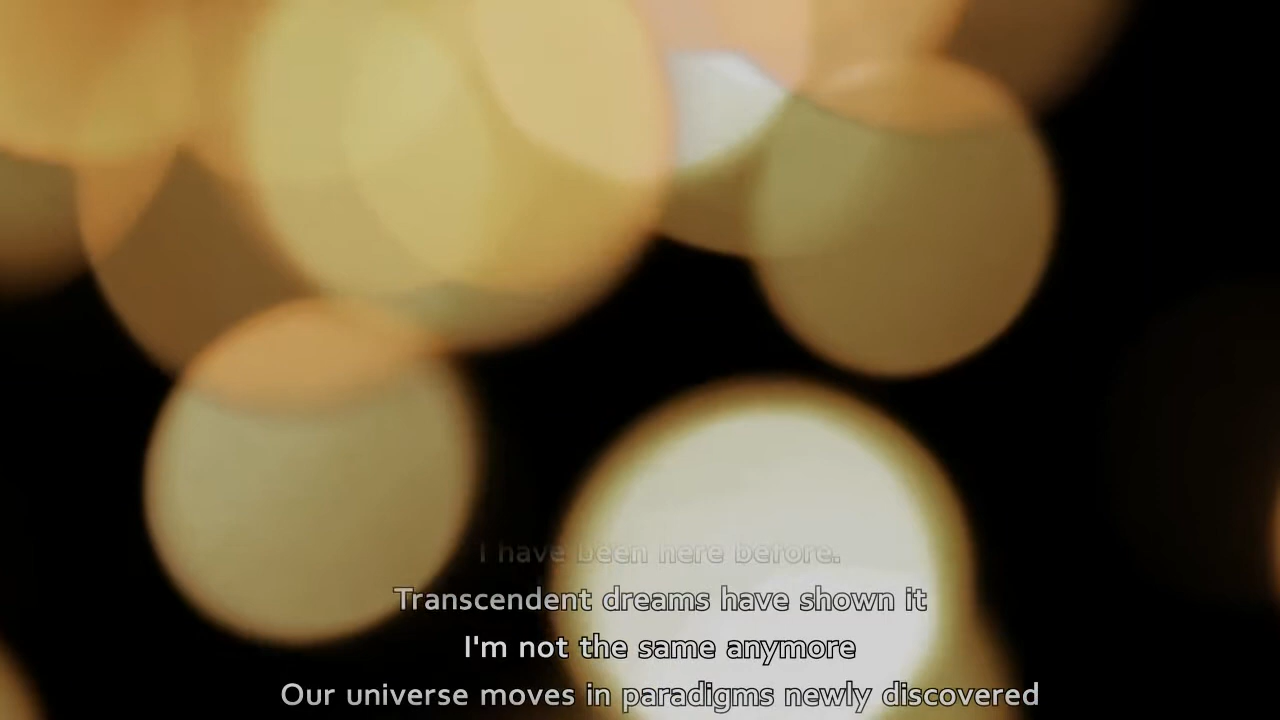 I have been here before.
Transcendent dreams have shown it
I'm not the same anymore
Our universe moves in paradigms newly discovered